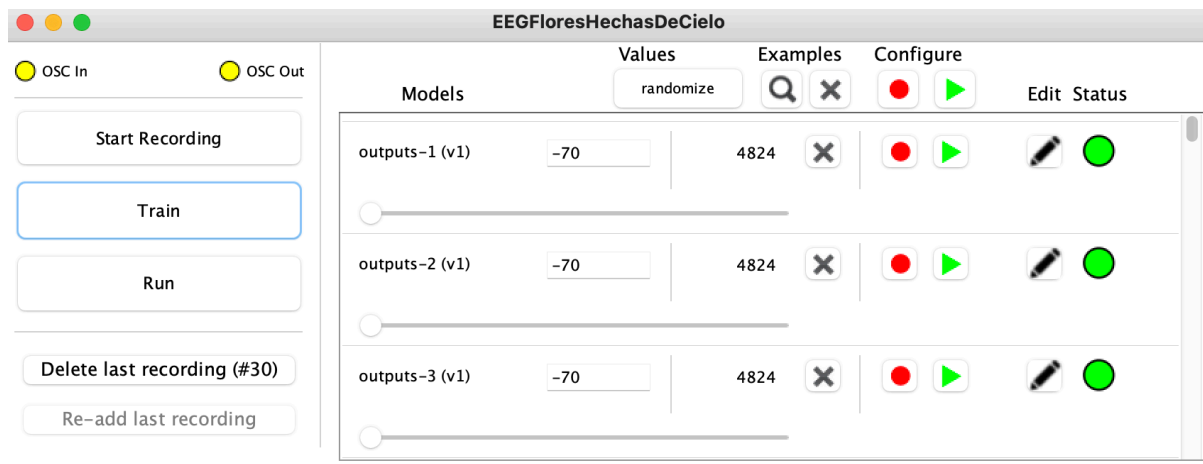 EEGFloresHechasDeCielo
OSC In OSC Out
Start Recording
Train
Run
Delete last recording (#30)
Re-add last recording
Values Examples Configure
Models randomize Edit Status
outputs-1 (v1) -70 4824
outputs-2 (v1) -70 4824
outputs-3 (v1) -70 4824